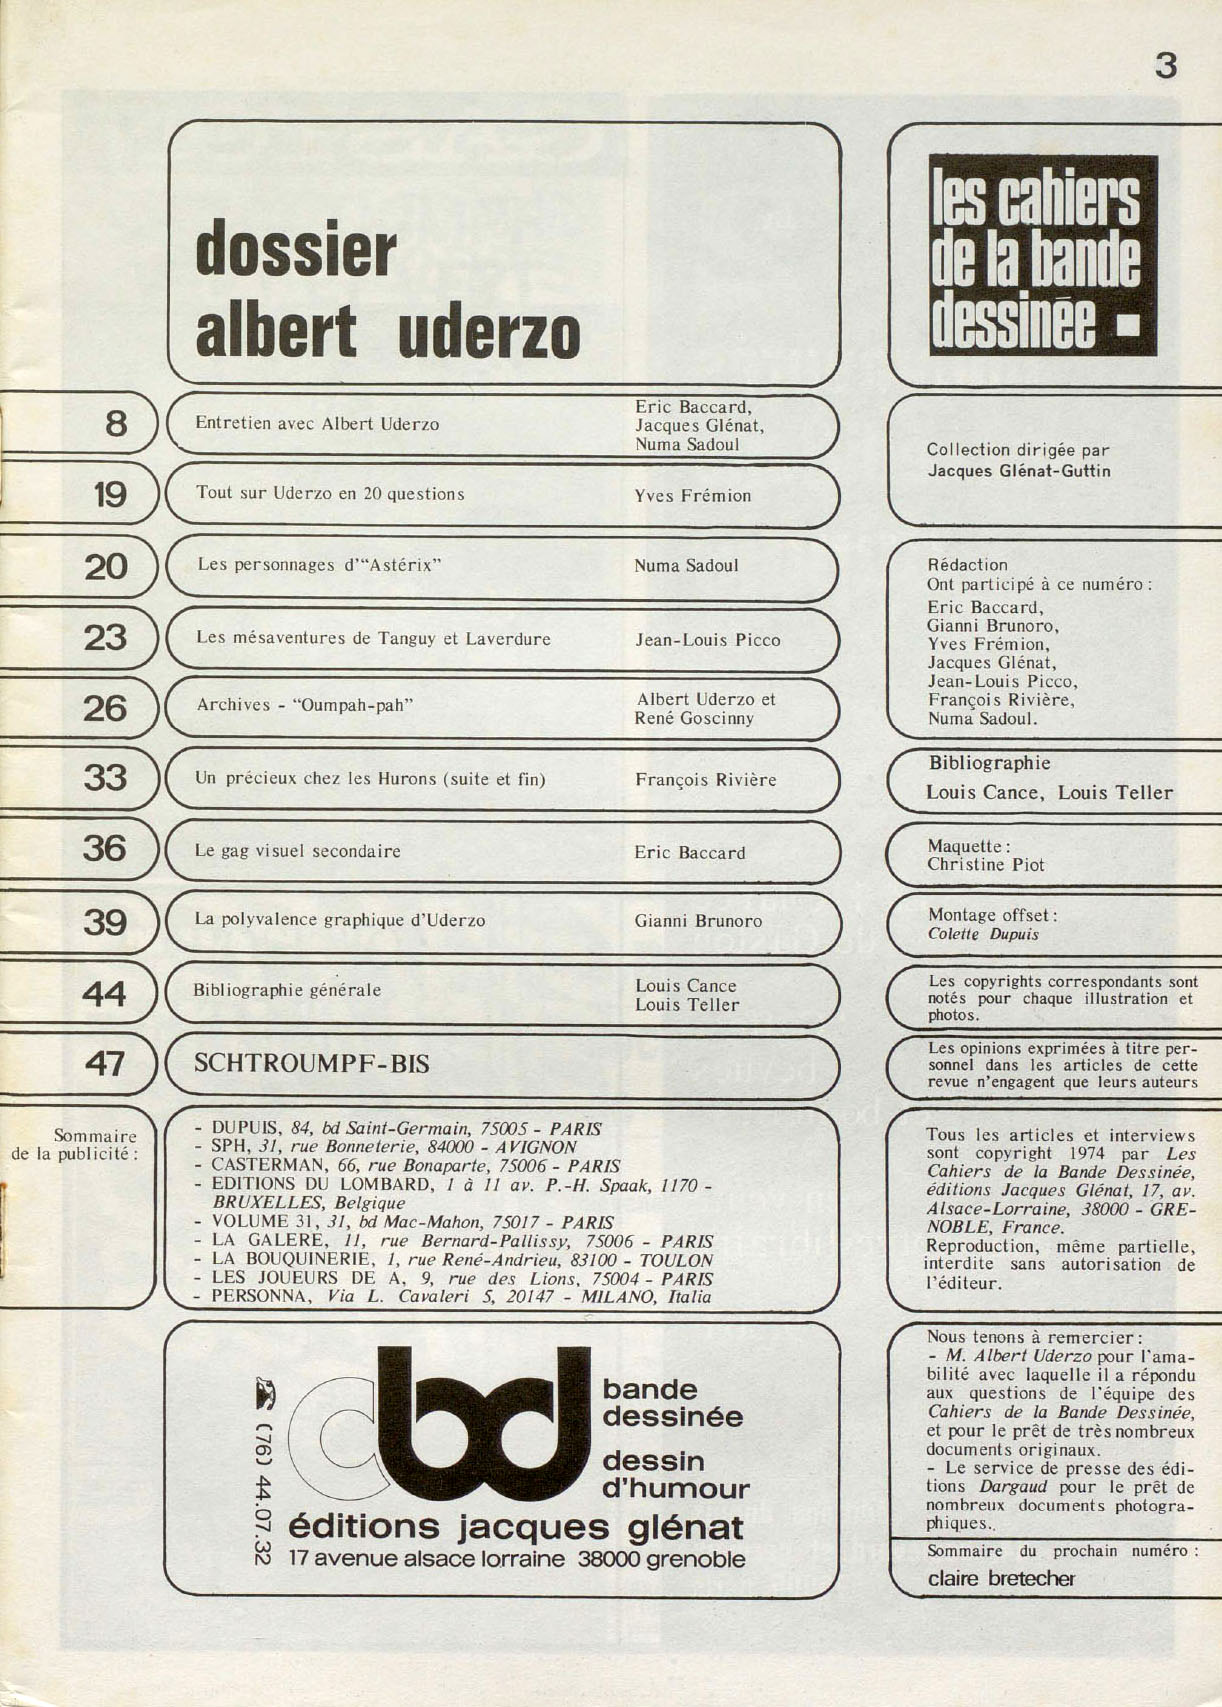 3
dossier
albert uderzo
8
Entretien avec Albert Uderzo
Eric Baccard,
Jacques Glénat,
Numa Sadoul
19
Tout sur Uderzo en 20 questions
Yves Frémion
20
Les personnages d'“Astérix”
Numa Sadoul
23
Les mésaventures de Tanguy et Laverdure
Jean-Louis Picco
26
Archives - “Oumpah-pah”
Albert Uderzo et
René Goscinny
33
Un précieux chez les Hurons (suite et fin)
François Rivière
36
Le gag visuel secondaire
Eric Baccard
39
La polyvalence graphique d'Uderzo
Gianni Brunoro
44
Bibliographie générale
Louis Cance
Louis Teller
47
SCHTROUMPF-BIS
Sommaire
de la publicité :
- DUPUIS, 84, bd Saint-Germain, 75005 - PARIS
- SPH, 31, rue Bonneterie, 84000 - AVIGNON
- CASTERMAN, 66, rue Bonaparte, 75006 - PARIS
- EDITIONS DU LOMBARD, 1 à 11 av. P.-H. Spaak, 1170 -
BRUXELLES, Belgique
- VOLUME 31, 31, bd Mac-Mahon, 75017 - PARIS
- LA GALERE, 11, rue Bernard-Pallissy, 75006 - PARIS
- LA BOUQUINERIE, 1, rue René-Andrieu, 83100 - TOULON
- LES JOUEURS DE A, 9, rue des Lions, 75004 - PARIS
- PERSONNA, Via L. Cavaleri 5, 20147 - MILANO, Italia
(76) 44.07.32
cbd
bande
dessinée
dessin
d'humour
éditions jacques glénat
17 avenue alsace lorraine 38000 grenoble
les cahiers
de la bande
dessinée
Collection dirigée par
Jacques Glénat-Guttin
Rédaction
Ont participé à ce numéro :
Eric Baccard,
Gianni Brunoro,
Yves Frémion,
Jacques Glénat,
Jean-Louis Picco,
François Rivière,
Numa Sadoul.
Bibliographie
Louis Cance, Louis Teller
Maquette :
Christine Piot
Montage offset :
Colette Dupuis
Les copyrights correspondants sont
notés pour chaque illustration et
photos.
Les opinions exprimées à titre per-
sonnel dans les articles de cette
revue n'engagent que leurs auteurs
Tous les articles et interviews
sont copyright 1974 par Les
Cahiers de la Bande Dessinée,
éditions Jacques Glénat, 17, av.
Alsace-Lorraine, 38000 - GRE-
NOBLE, France.
Reproduction, même partielle,
interdite sans autorisation de
l'éditeur.
Nous tenons à remercier :
- M. Albert Uderzo pour l'ama-
bilité avec laquelle il a répondu
aux questions de l'équipe des
Cahiers de la Bande Dessinée,
et pour le prêt de très nombreux
documents originaux.
- Le service de presse des édi-
tions Dargaud pour le prêt de
nombreux documents photogra-
phiques..
Sommaire du prochain numéro :
claire bretecher